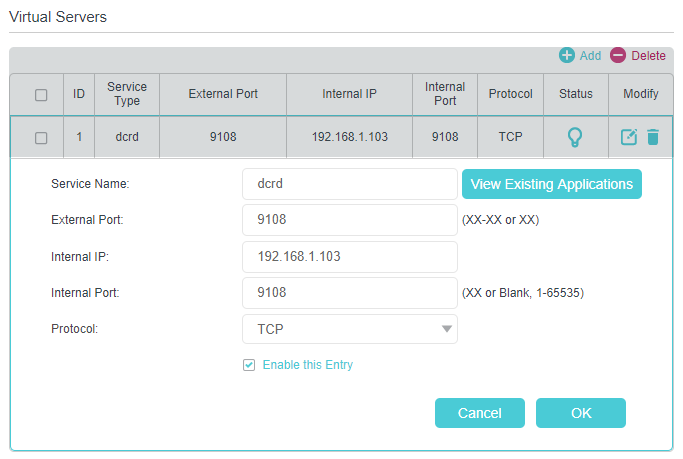 Virtual Servers
Add Delete
ID Service Type External Port Internal IP Internal Port Protocol Status Modify
1 dcrd 9108 192.168.1.103 9108 TCP
Service Name: dcrd View Existing Applications
External Port: 9108 (XX-XX or XX)
Internal IP: 192.168.1.103
Internal Port: 9108 (XX or Blank, 1-65535)
Protocol: TCP
Enable this Entry
Cancel OK